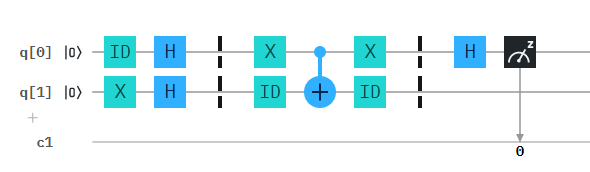 q[0] |0⟩ ID H X X H z
q[1] |0⟩ X H ID + ID
+
c1
0